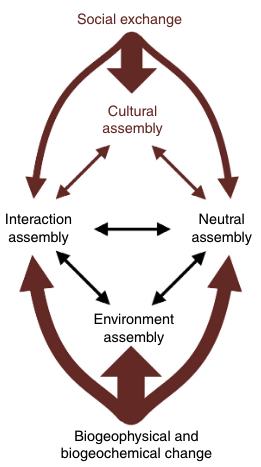 Social exchange
Cultural
assembly
Interaction
assembly
Neutral
assembly
Environment
assembly
Biogeophysical and
biogeochemical change